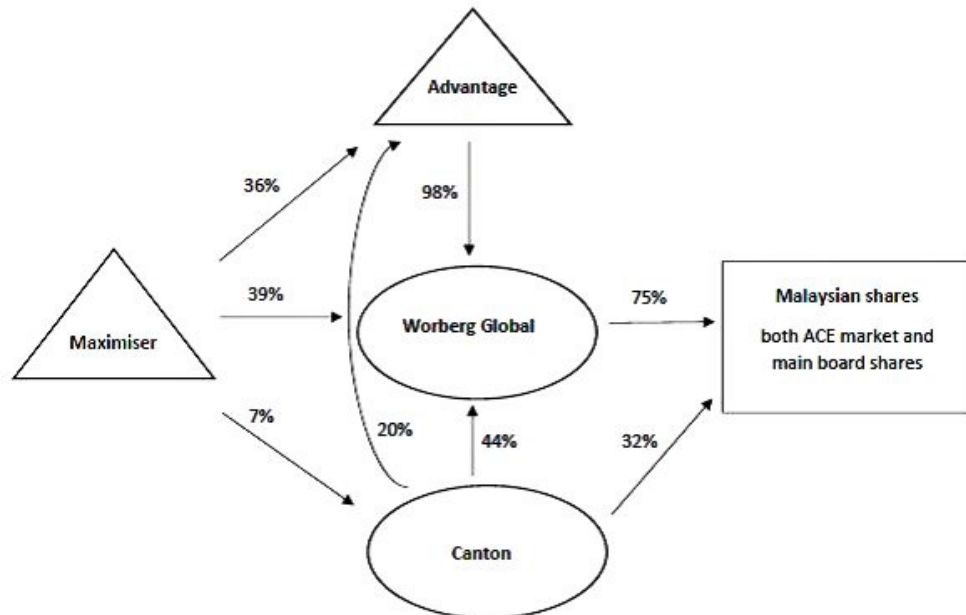 Advantage
36%
98%
39%
Maximiser
Worberg Global
75%
Malaysian shares
both ACE market and
main board shares
7%
20%
44%
32%
Canton